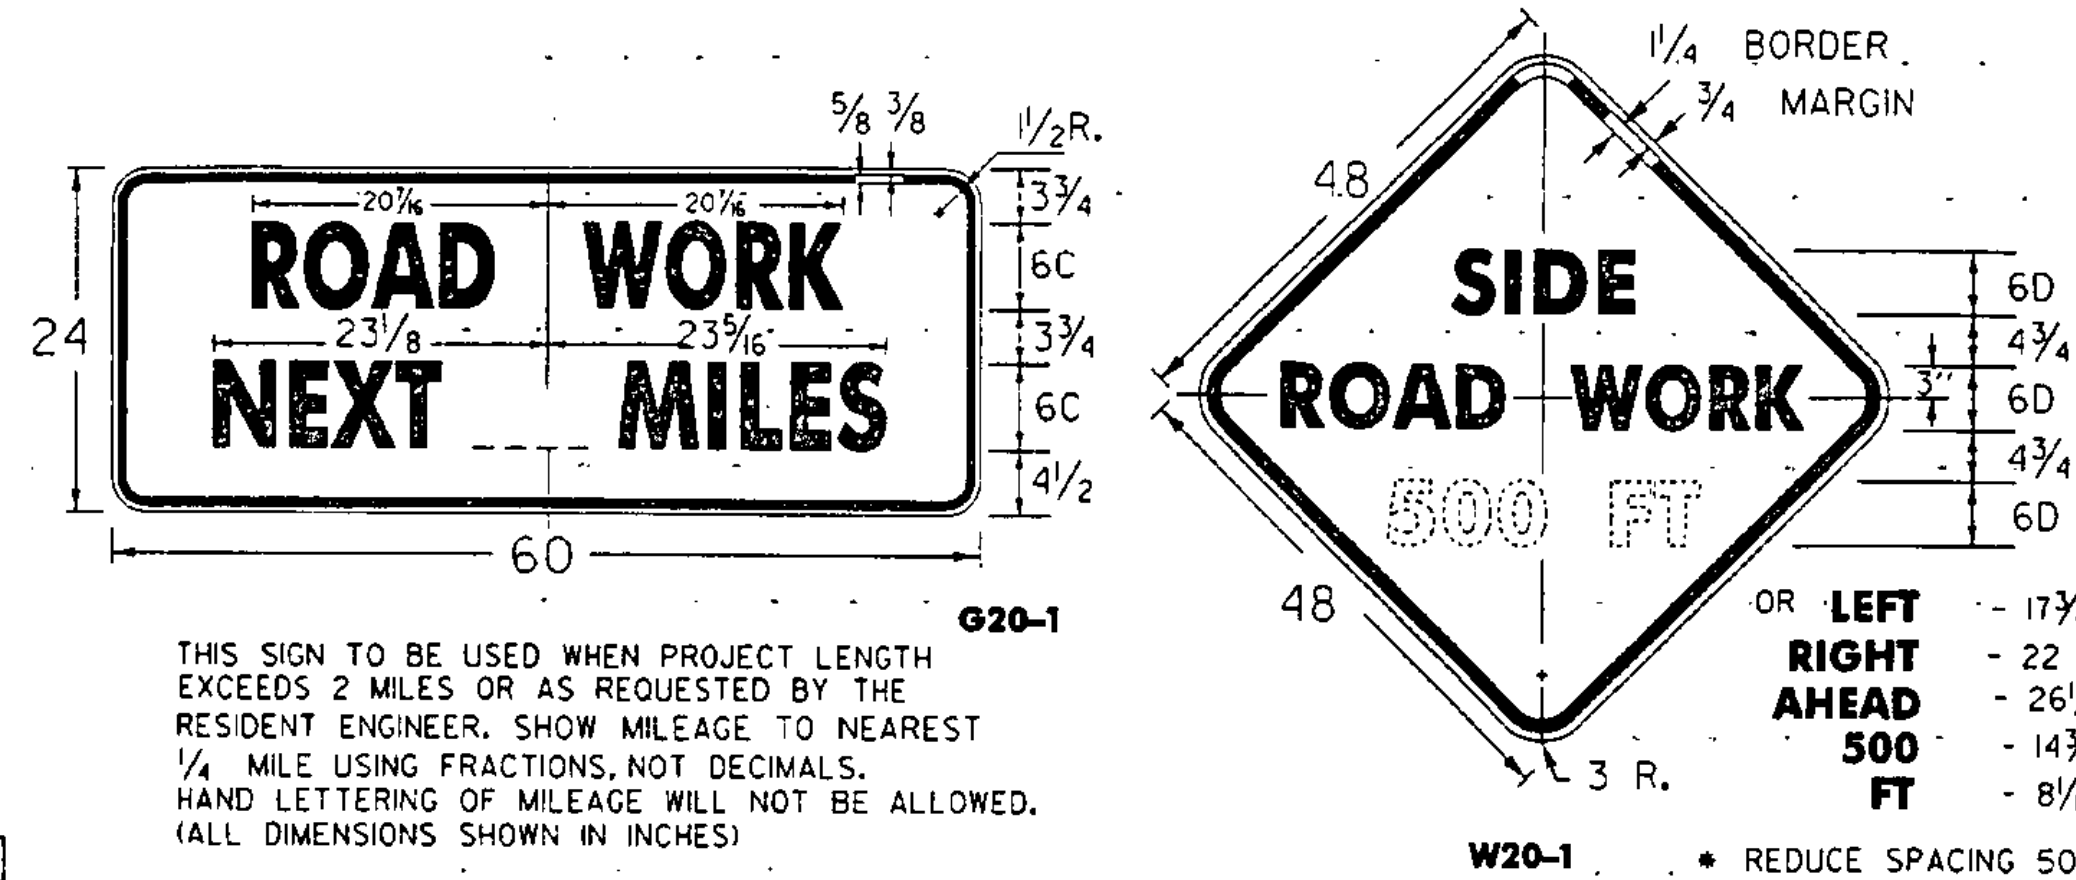 5/8 3/8
1 1/2 R.
20 7/16 20 7/16
ROAD WORK
23 1/8 23 5/16
NEXT MILES
24
60
3 3/4
6C
3 3/4
6C
4 1/2
G20-1
THIS SIGN TO BE USED WHEN PROJECT LENGTH
EXCEEDS 2 MILES OR AS REQUESTED BY THE
RESIDENT ENGINEER. SHOW MILEAGE TO NEAREST
1/4 MILE USING FRACTIONS, NOT DECIMALS.
HAND LETTERING OF MILEAGE WILL NOT BE ALLOWED.
(ALL DIMENSIONS SHOWN IN INCHES)
1 1/4 BORDER
3/4 MARGIN
48
SIDE
ROAD WORK
500 FT
48
6D
4 3/4
3" 6D
4 3/4
6D
3 R.
OR LEFT - 17
RIGHT - 22
AHEAD - 26
500 - 14
FT - 8
W20-1
* REDUCE SPACING 50